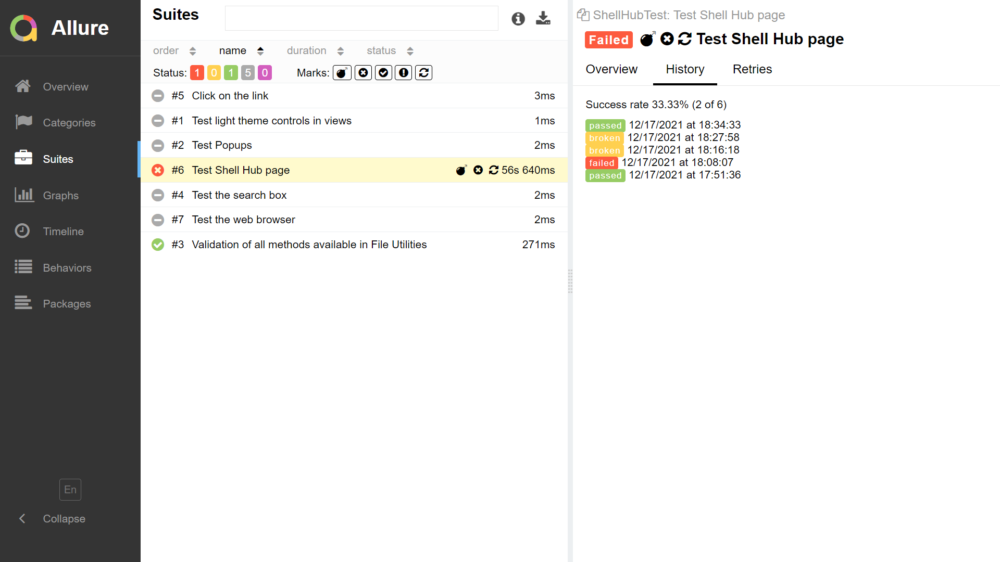 Allure
Overview
Categories
Suites
Graphs
Timeline
Behaviors
Packages
En
Collapse
Suites
order name duration status
Status: 1 0 1 5 0 Marks:
#5 Click on the link 3ms
#1 Test light theme controls in views 1ms
#2 Test Popups 2ms
#6 Test Shell Hub page 56s 640ms
#4 Test the search box 2ms
#7 Test the web browser 2ms
#3 Validation of all methods available in File Utilities 271ms
ShellHubTest: Test Shell Hub page
Failed Test Shell Hub page
Overview History Retries
Success rate 33.33% (2 of 6)
passed 12/17/2021 at 18:34:33
broken 12/17/2021 at 18:27:58
broken 12/17/2021 at 18:16:18
failed 12/17/2021 at 18:08:07
passed 12/17/2021 at 17:51:36